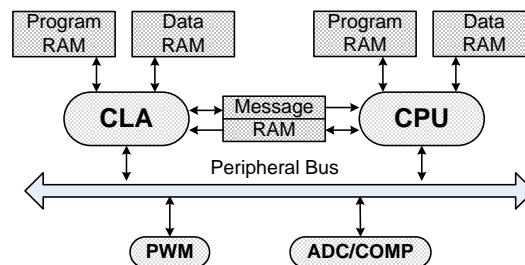 Program
RAM
Data
RAM
Program
RAM
Data
RAM
CLA
Message
RAM
CPU
Peripheral Bus
PWM
ADC/COMP